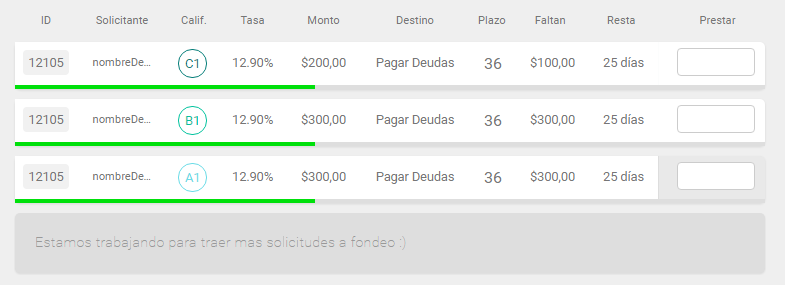 ID Solicitante Calif. Tasa Monto Destino Plazo Faltan Resta Prestar
12105 nombreDe... C1 12.90% $200,00 Pagar Deudas 36 $100,00 25 días
12105 nombreDe... B1 12.90% $300,00 Pagar Deudas 36 $300,00 25 días
12105 nombreDe... A1 12.90% $300,00 Pagar Deudas 36 $300,00 25 días
Estamos trabajando para traer mas solicitudes a fondeo :)